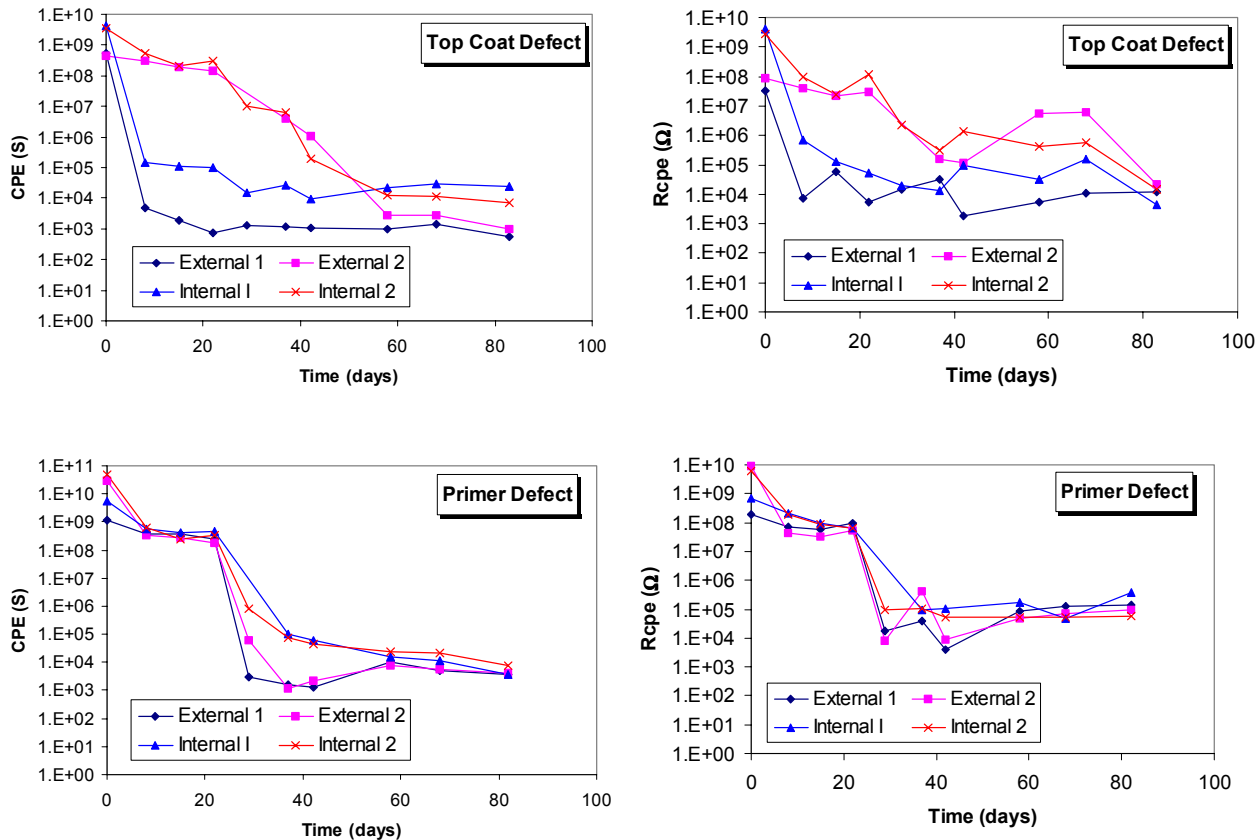 Top Coat Defect
CPE (S)
1.E+10
1.E+09
1.E+08
1.E+07
1.E+06
1.E+05
1.E+04
1.E+03
1.E+02
1.E+01
1.E+00
External 1
External 2
Internal I
Internal 2
0 20 40 60 80 100
Time (days)
Top Coat Defect
Rcpe (Ω)
1.E+10
1.E+09
1.E+08
1.E+07
1.E+06
1.E+05
1.E+04
1.E+03
1.E+02
1.E+01
1.E+00
External 1
External 2
Internal I
Internal 2
0 20 40 60 80 100
Time (days)
Primer Defect
CPE (S)
1.E+11
1.E+10
1.E+09
1.E+08
1.E+07
1.E+06
1.E+05
1.E+04
1.E+03
1.E+02
1.E+01
1.E+00
External 1
External 2
Internal I
Internal 2
0 20 40 60 80 100
Time (days)
Primer Defect
Rcpe (Ω)
1.E+10
1.E+09
1.E+08
1.E+07
1.E+06
1.E+05
1.E+04
1.E+03
1.E+02
1.E+01
1.E+00
External 1
External 2
Internal I
Internal 2
0 20 40 60 80 100
Time (days)